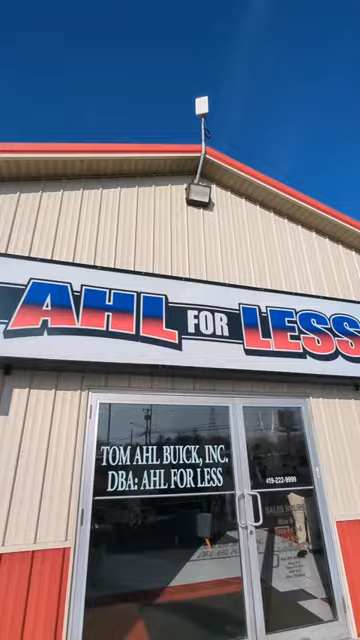 AHL FOR LESS
TOM AHL BUICK, INC.
DBA: AHL FOR LESS
419-222-9999
SALES HOURS